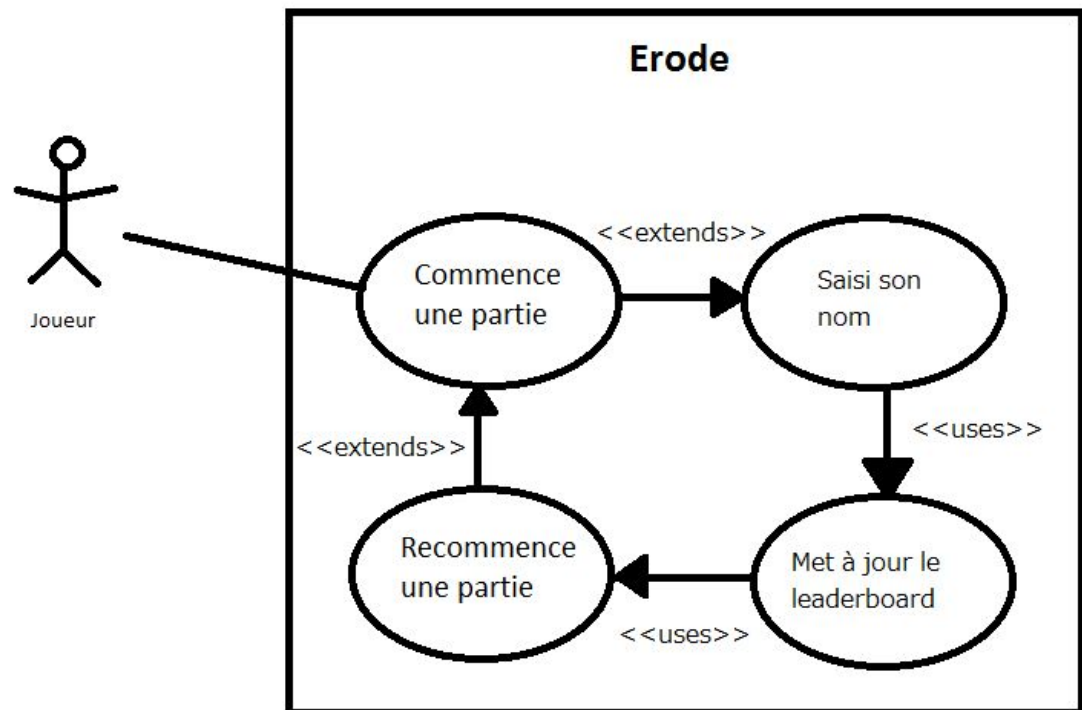 Erode
Joueur
Commence
une partie
<<extends>>
Saisi son
nom
<<extends>>
<<uses>>
Recommence
une partie
Met à jour le
leaderboard
<<uses>>